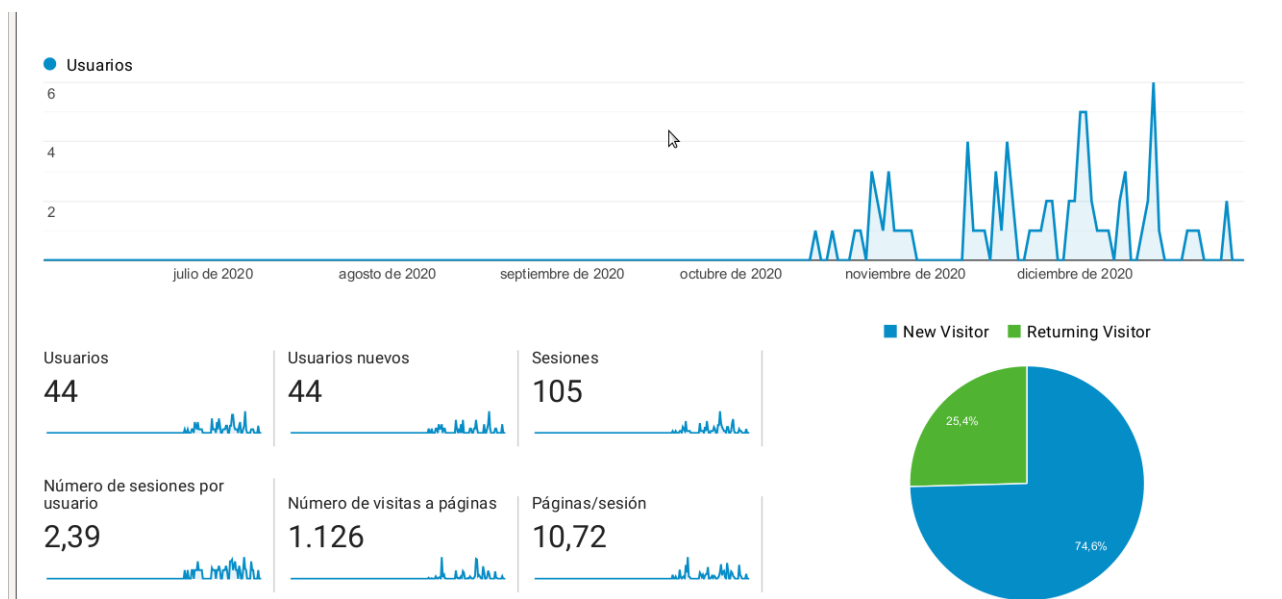 Usuarios
6
4
2
julio de 2020
agosto de 2020
septiembre de 2020
octubre de 2020
noviembre de 2020
diciembre de 2020
New Visitor
Returning Visitor
Usuarios
44
Usuarios nuevos
44
Sesiones
105
Número de sesiones por
usuario
2,39
Número de visitas a páginas
1.126
Páginas/sesión
10,72
25,4%
74,6%